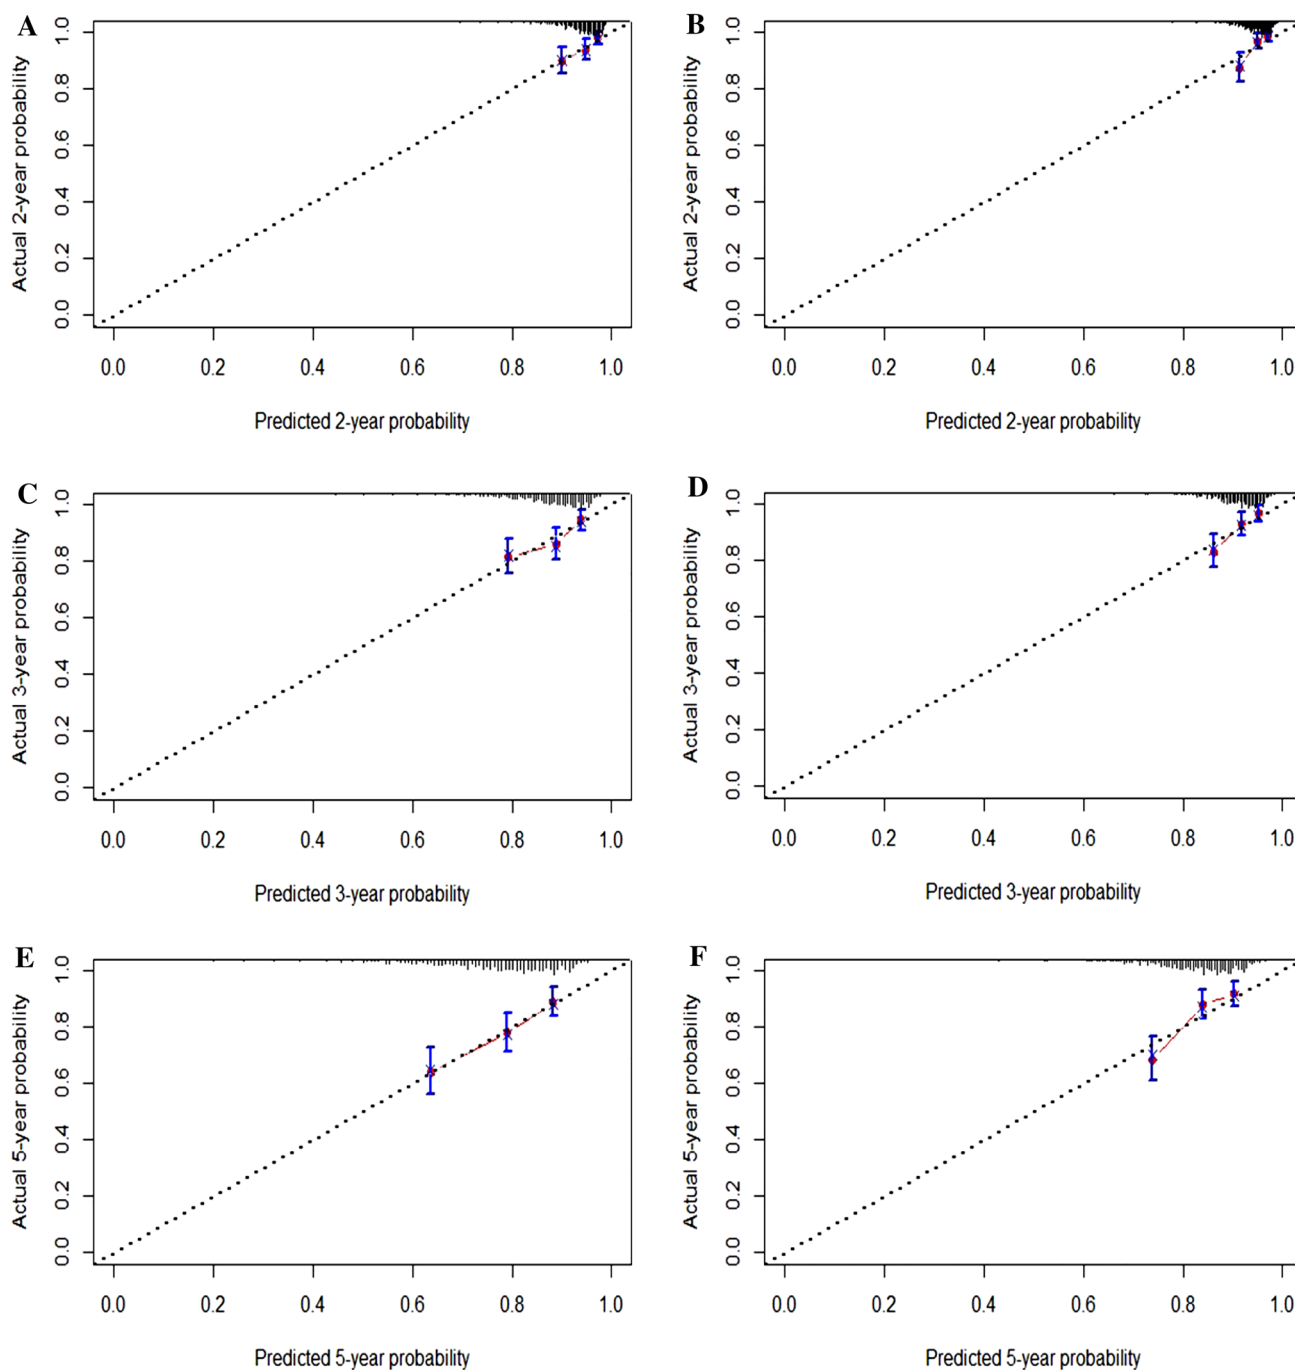 A
Actual 2-year probability
0.0 0.2 0.4 0.6 0.8 1.0
0.0 0.2 0.4 0.6 0.8 1.0
Predicted 2-year probability
B
Actual 2-year probability
0.0 0.2 0.4 0.6 0.8 1.0
0.0 0.2 0.4 0.6 0.8 1.0
Predicted 2-year probability
C
Actual 3-year probability
0.0 0.2 0.4 0.6 0.8 1.0
0.0 0.2 0.4 0.6 0.8 1.0
Predicted 3-year probability
D
Actual 3-year probability
0.0 0.2 0.4 0.6 0.8 1.0
0.0 0.2 0.4 0.6 0.8 1.0
Predicted 3-year probability
E
Actual 5-year probability
0.0 0.2 0.4 0.6 0.8 1.0
0.0 0.2 0.4 0.6 0.8 1.0
Predicted 5-year probability
F
Actual 5-year probability
0.0 0.2 0.4 0.6 0.8 1.0
0.0 0.2 0.4 0.6 0.8 1.0
Predicted 5-year probability